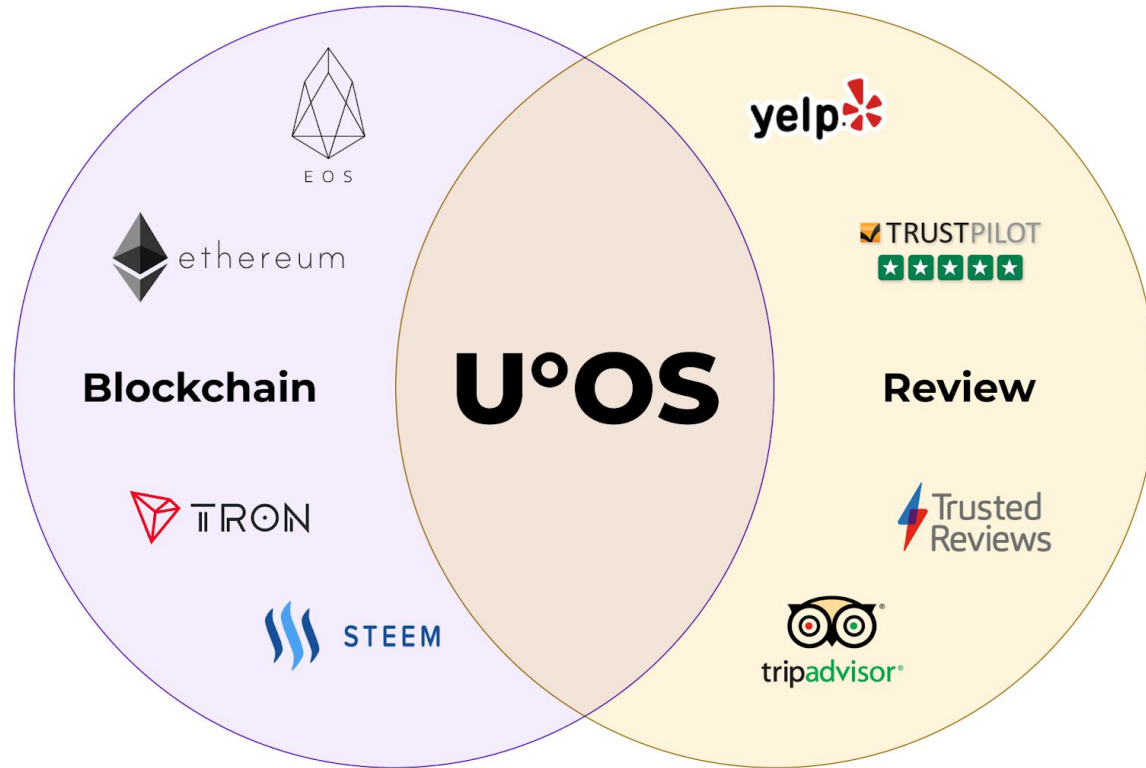 EOS
ethereum
Blockchain
TRON
STEEM
U°OS
yelp
TRUSTPILOT
Review
Trusted
Reviews
tripadvisor®